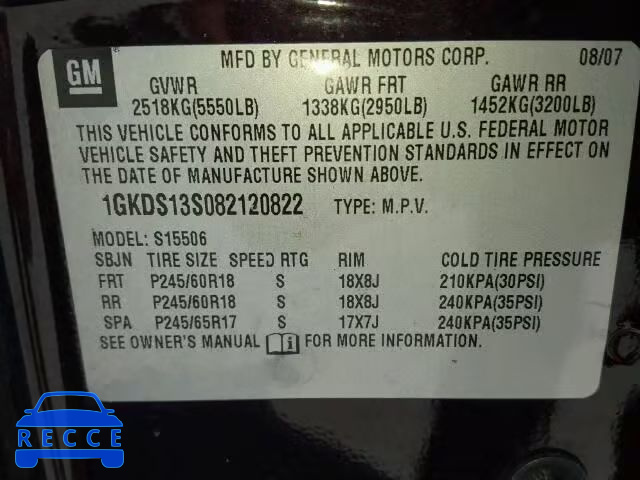 GM
MFD BY GENERAL MOTORS CORP. 08/07
GVWR GAWR FRT GAWR RR
2518KG(5550LB) 1338KG(2950LB) 1452KG(3200LB)
THIS VEHICLE CONFORMS TO ALL APPLICABLE U.S. FEDERAL MOTOR
VEHICLE SAFETY AND THEFT PREVENTION STANDARDS IN EFFECT ON
THE DATE OF MANUFACTURE SHOWN ABOVE.
1GKDS13S082120822 TYPE: M.P.V.
MODEL: S15506
SBJN TIRE SIZE SPEED RTG RIM COLD TIRE PRESSURE
FRT P245/60R18 S 18X8J 210KPA(30PSI)
RR P245/60R18 S 18X8J 240KPA(35PSI)
SPA P245/65R17 S 17X7J 240KPA(35PSI)
SEE OWNER'S MANUAL i FOR MORE INFORMATION.
RECCE